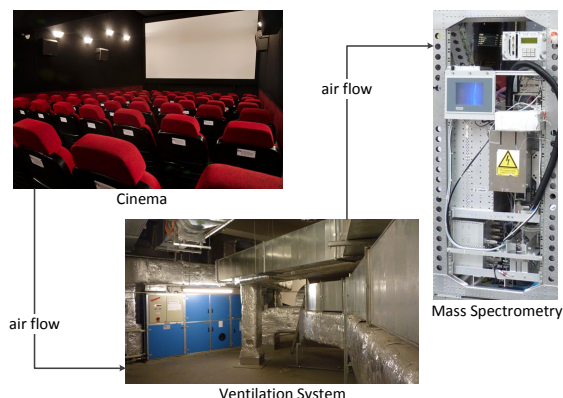 Cinema
air flow
air flow
Mass Spectrometry
Ventilation System